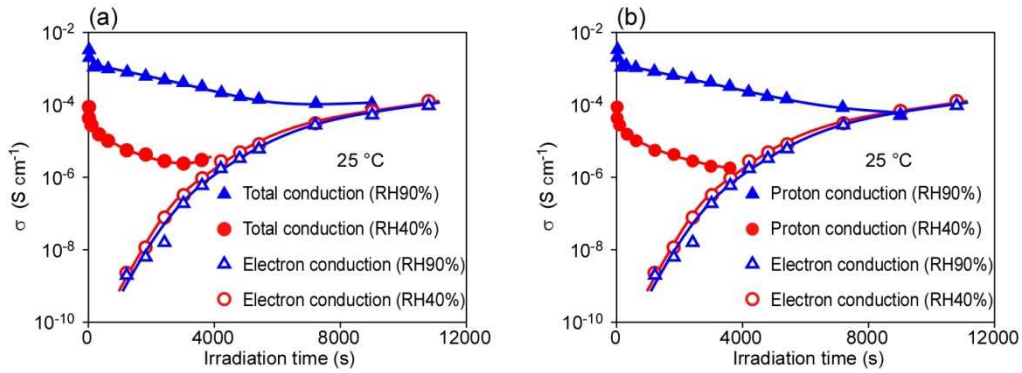 (a)
10⁻²
10⁻⁴
10⁻⁶
10⁻⁸
10⁻¹⁰
σ (S cm⁻¹)
25 °C
Total conduction (RH90%)
Total conduction (RH40%)
Electron conduction (RH90%)
Electron conduction (RH40%)
0 4000 8000 12000
Irradiation time (s)
(b)
10⁻²
10⁻⁴
10⁻⁶
10⁻⁸
10⁻¹⁰
σ (S cm⁻¹)
25 °C
Proton conduction (RH90%)
Proton conduction (RH40%)
Electron conduction (RH90%)
Electron conduction (RH40%)
0 4000 8000 12000
Irradiation time (s)